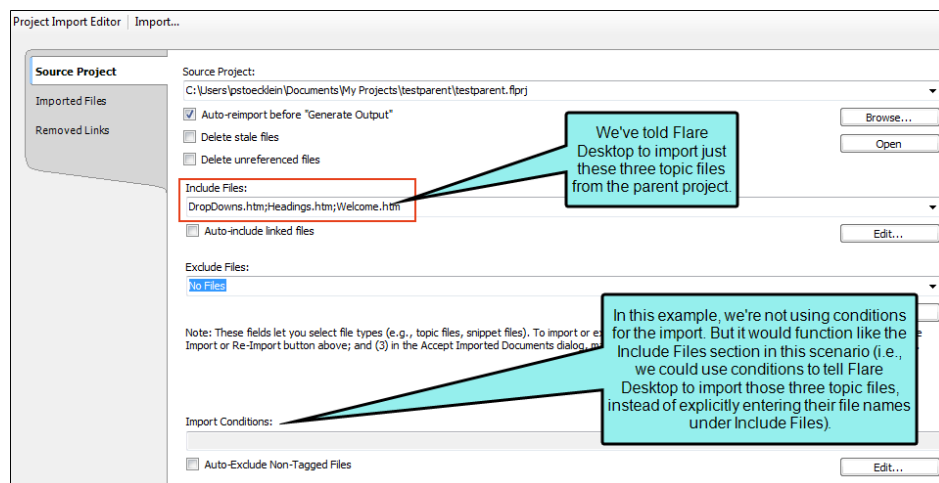 Project Import Editor Import...
Source Project
Imported Files
Removed Links
Source Project:
C:\Users\pstoecklein\Documents\My Projects\testparent\testparent.flprj
Auto-reimport before "Generate Output"
Browse...
Delete stale files
Open
Delete unreferenced files
We've told Flare
Desktop to import just
these three topic files
from the parent project.
Include Files:
DropDowns.htm;Headings.htm;Welcome.htm
Auto-include linked files
Edit...
Exclude Files:
No Files
Note: These fields let you select file types (e.g., topic files, snippet files). To import or e
Import or Re-Import button above; and (3) in the Accept Imported Documents dialog, m
In this example, we're not using conditions
for the import. But it would function like the
Include Files section in this scenario (i.e.,
we could use conditions to tell Flare
Desktop to import those three topic files,
instead of explicitly entering their file names
under Include Files).
Import Conditions:
Auto-Exclude Non-Tagged Files
Edit...